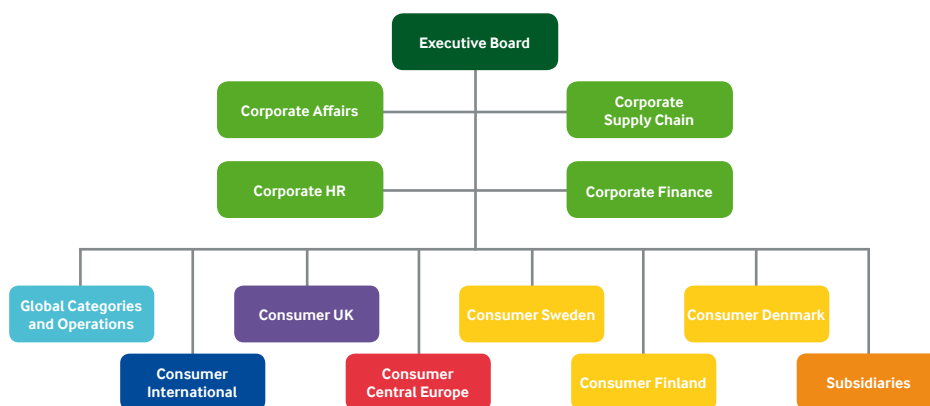 Executive Board
Corporate Affairs
Corporate
Supply Chain
Corporate HR
Corporate Finance
Global Categories
and Operations
Consumer UK
Consumer Sweden
Consumer Denmark
Consumer
International
Consumer
Central Europe
Consumer Finland
Subsidiaries